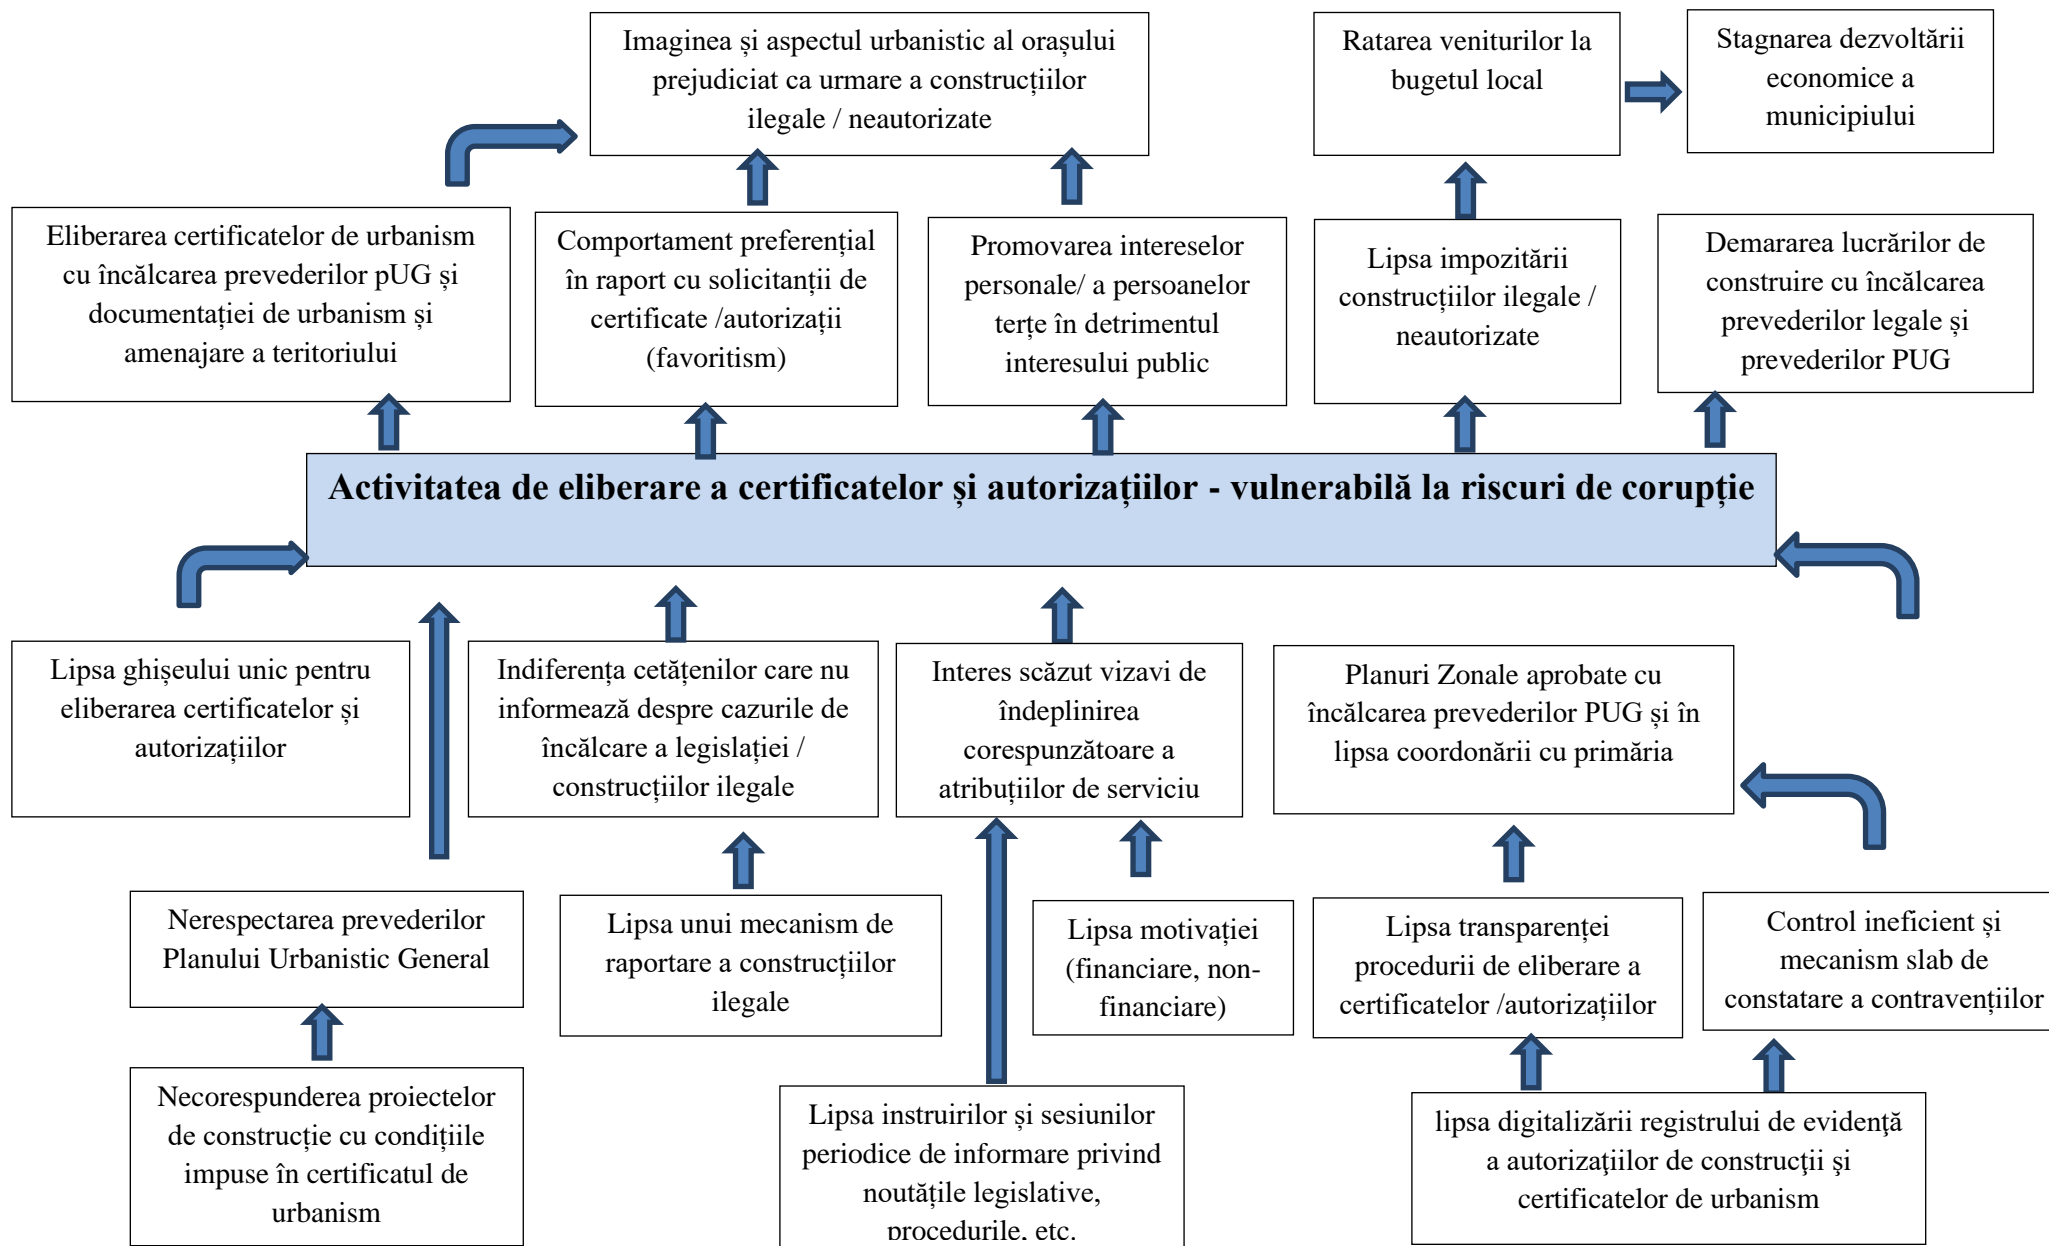 Imaginea și aspectul urbanistic al orașului
prejudiciat ca urmare a construcțiilor
ilegale / neautorizate
Ratarea veniturilor la
bugetul local
Stagnarea dezvoltării
economice a
municipiului
Eliberarea certificatelor de urbanism
cu încălcarea prevederilor pUG și
documentației de urbanism și
amenajare a teritoriului
Comportament preferențial
în raport cu solicitanții de
certificate /autorizații
(favoritism)
Promovarea intereselor
personale/ a persoanelor
terțe în detrimentul
interesului public
Lipsa impozitării
construcțiilor ilegale /
neautorizate
Demararea lucrărilor de
construire cu încălcarea
prevederilor legale și
prevederilor PUG
Activitatea de eliberare a certificatelor și autorizațiilor - vulnerabilă la riscuri de corupție
Lipsa ghișeului unic pentru
eliberarea certificatelor și
autorizațiilor
Indiferența cetățenilor care nu
informează despre cazurile de
încălcare a legislației /
construcțiilor ilegale
Interes scăzut vizavi de
îndeplinirea
corespunzătoare a
atribuțiilor de serviciu
Planuri Zonale aprobate cu
încălcarea prevederilor PUG și în
lipsa coordonării cu primăria
Nerespectarea prevederilor
Planului Urbanistic General
Lipsa unui mecanism de
raportare a construcțiilor
ilegale
Lipsa motivației
(financiare, non-
financiare)
Lipsa transparenței
procedurii de eliberare a
certificatelor /autorizațiilor
Control ineficient și
mecanism slab de
constatare a contravențiilor
Necorespunderea proiectelor
de construcție cu condițiile
impuse în certificatul de
urbanism
Lipsa instruirilor și sesiunilor
periodice de informare privind
noutățile legislative,
procedurile, etc.
lipsa digitalizării registrului de evidenţă
a autorizaţiilor de construcţii şi
certificatelor de urbanism